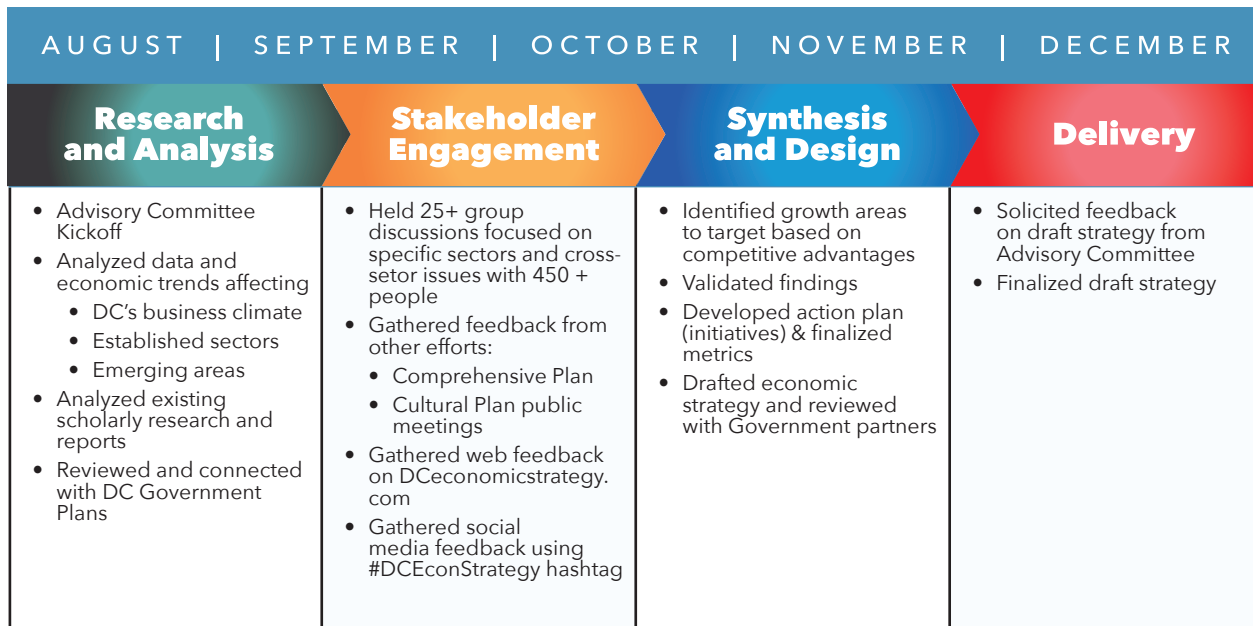 AUGUST | SEPTEMBER | OCTOBER | NOVEMBER | DECEMBER
Research
and Analysis
Stakeholder
Engagement
Synthesis
and Design
Delivery
• Advisory Committee
Kickoff
• Analyzed data and
economic trends affecting
• DC's business climate
• Established sectors
• Emerging areas
• Analyzed existing
scholarly research and
reports
• Reviewed and connected
with DC Government
Plans
• Held 25+ group
discussions focused on
specific sectors and cross-
setor issues with 450 +
people
• Gathered feedback from
other efforts:
• Comprehensive Plan
• Cultural Plan public
meetings
• Gathered web feedback
on DCeconomicstrategy.
com
• Gathered social
media feedback using
#DCEconStrategy hashtag
• Identified growth areas
to target based on
competitive advantages
• Validated findings
• Developed action plan
(initiatives) & finalized
metrics
• Drafted economic
strategy and reviewed
with Government partners
• Solicited feedback
on draft strategy from
Advisory Committee
• Finalized draft strategy